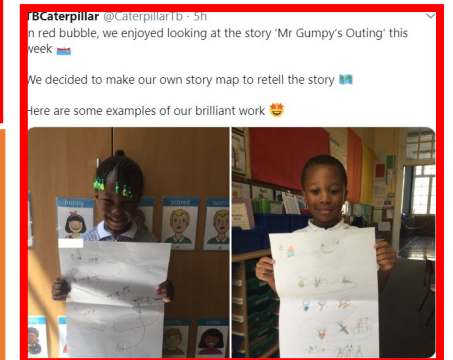 TBCaterpillar @CaterpillarTb · 5h
In red bubble, we enjoyed looking at the story 'Mr Gumpy's Outing' this
week
We decided to make our own story map to retell the story
Here are some examples of our brilliant work
happy
scared